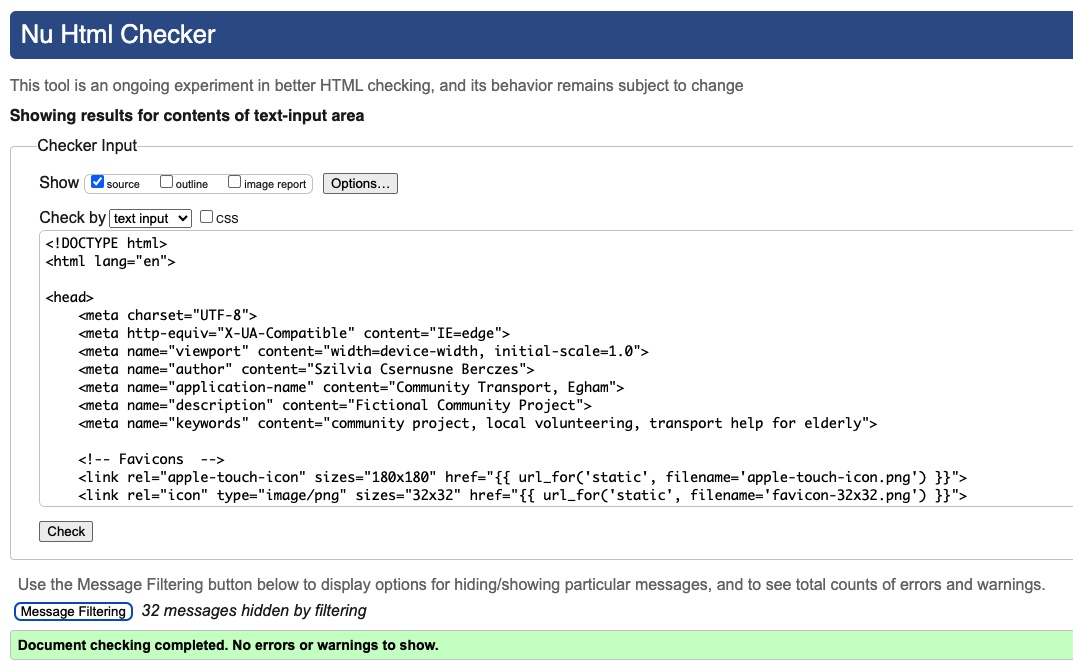 Nu Html Checker
This tool is an ongoing experiment in better HTML checking, and its behavior remains subject to change
Showing results for contents of text-input area
Checker Input
Show source outline image report Options...
Check by text input css
<!DOCTYPE html>
<html lang="en">
<head>
    <meta charset="UTF-8">
    <meta http-equiv="X-UA-Compatible" content="IE=edge">
    <meta name="viewport" content="width=device-width, initial-scale=1.0">
    <meta name="author" content="Szilvia Csernusne Berczes">
    <meta name="application-name" content="Community Transport, Egham">
    <meta name="description" content="Fictional Community Project">
    <meta name="keywords" content="community project, local volunteering, transport help for elderly">
    <!-- Favicons  -->
    <link rel="apple-touch-icon" sizes="180x180" href="{{ url_for('static', filename='apple-touch-icon.png') }}">
    <link rel="icon" type="image/png" sizes="32x32" href="{{ url_for('static', filename='favicon-32x32.png') }}">
Check
Use the Message Filtering button below to display options for hiding/showing particular messages, and to see total counts of errors and warnings.
Message Filtering 32 messages hidden by filtering
Document checking completed. No errors or warnings to show.